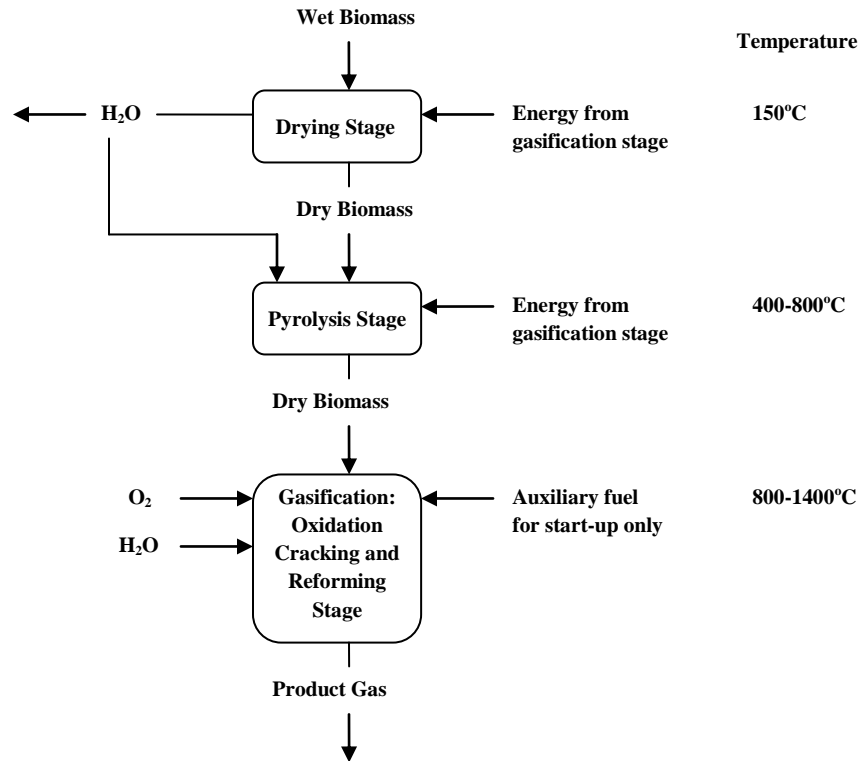 Wet Biomass
Temperature
H₂O
Drying Stage
Energy from
gasification stage
150ºC
Dry Biomass
Pyrolysis Stage
Energy from
gasification stage
400-800ºC
Dry Biomass
O₂
H₂O
Gasification:
Oxidation
Cracking and
Reforming
Stage
Auxiliary fuel
for start-up only
800-1400ºC
Product Gas